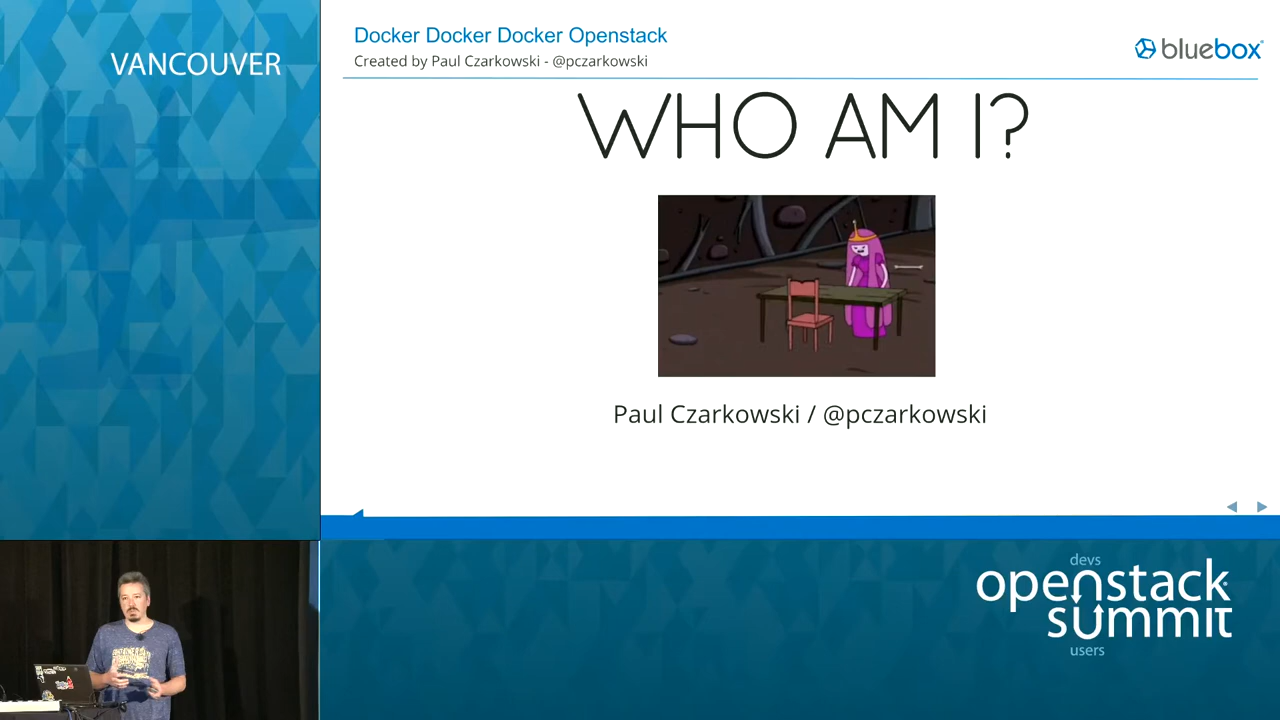 VANCOUVER
Docker Docker Docker Openstack
Created by Paul Czarkowski - @pczarkowski
bluebox
WHO AM I?
Paul Czarkowski / @pczarkowski
devs
openstack
summit
users